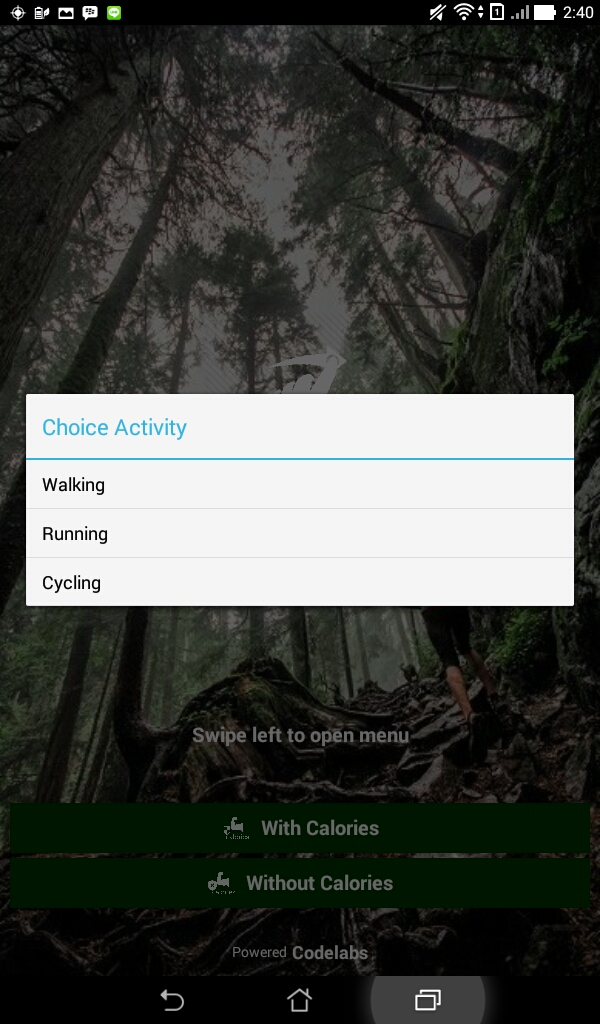 1 2:40
Choice Activity
Walking
Running
Cycling
Swipe left to open menu
With Calories
Without Calories
Powered Codelabs